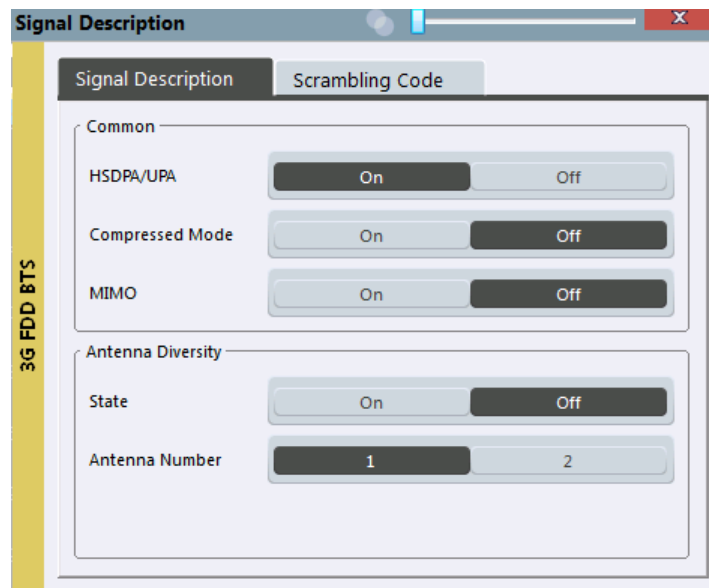 Signal Description
X
Signal Description Scrambling Code
Common
HSDPA/UPA On Off
Compressed Mode On Off
MIMO On Off
Antenna Diversity
State On Off
Antenna Number 1 2
3G FDD BTS